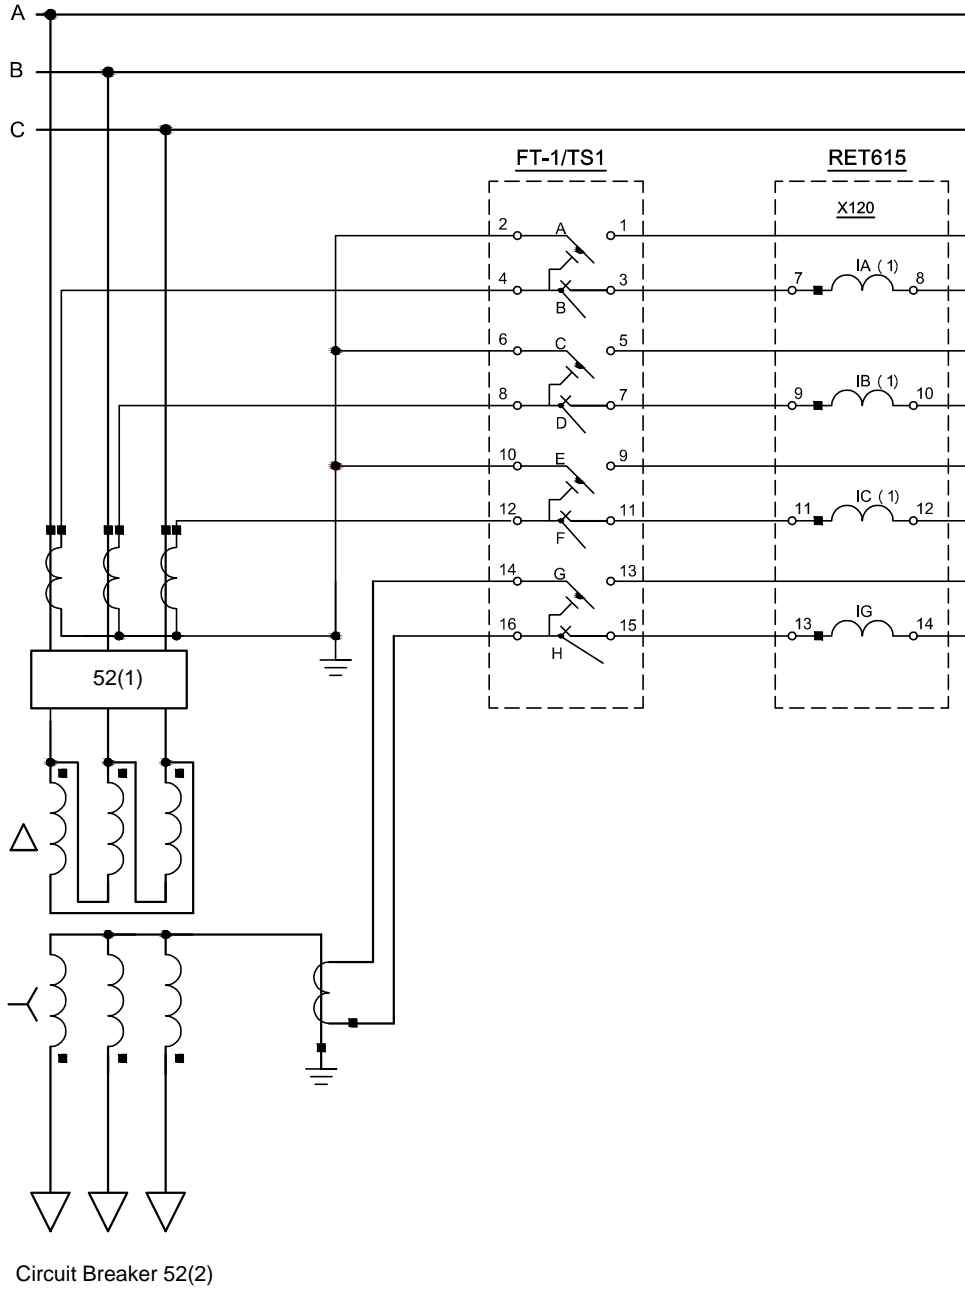 A
B
C
FT-1/TS1
RET615
X120
2 A 1
IA (1)
4 3 7 8
B
6 C 5
IB (1)
8 7 9 10
D
10 E 9
IC (1)
12 11 11 12
F
14 G 13
IG
16 15 13 14
H
52(1)
Circuit Breaker 52(2)